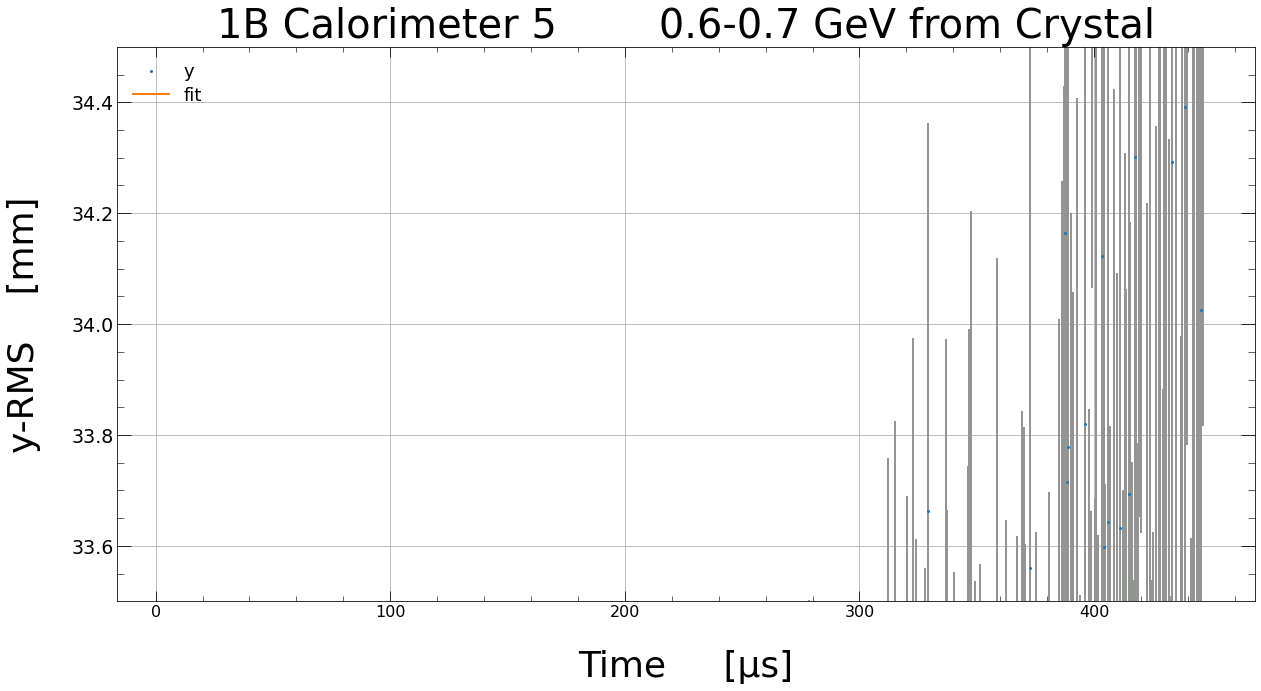 1B Calorimeter 5 0.6-0.7 GeV from Crystal
y
fit
34.4
34.2
34.0
33.8
33.6
y-RMS [mm]
0 100 200 300 400
Time [µs]